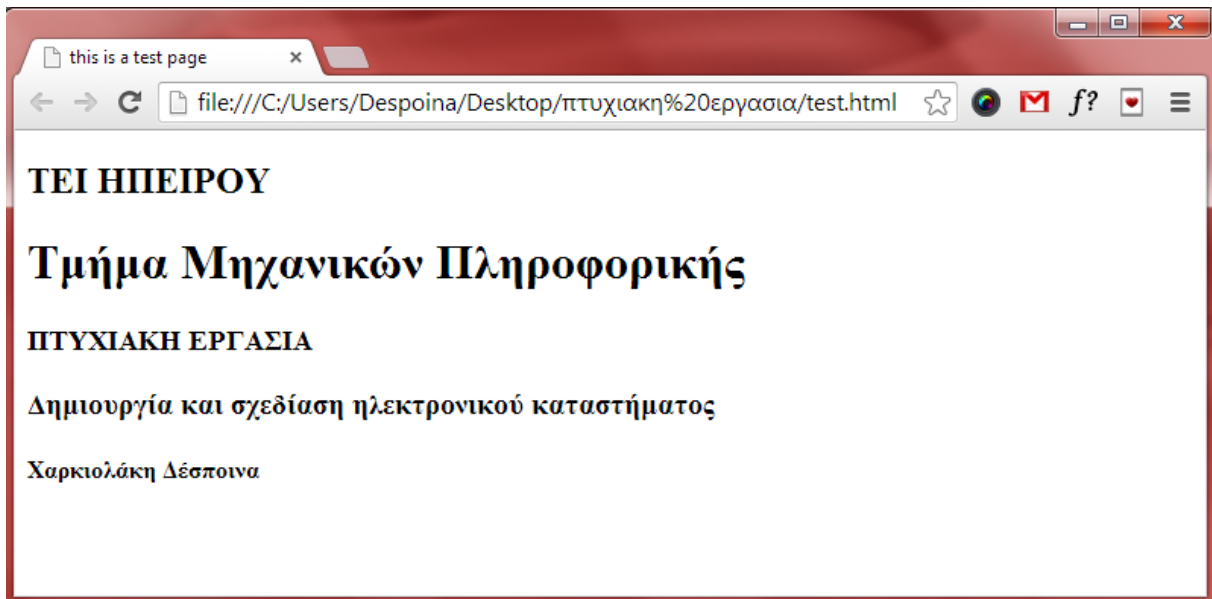 this is a test page
file:///C:/Users/Despoina/Desktop/πτυχιακη%20εργασια/test.html
f?
ΤΕΙ ΗΠΕΙΡΟΥ
Τμήμα Μηχανικών Πληροφορικής
ΠΤΥΧΙΑΚΗ ΕΡΓΑΣΙΑ
Δημιουργία και σχεδίαση ηλεκτρονικού καταστήματος
Χαρκιολάκη Δέσποινα